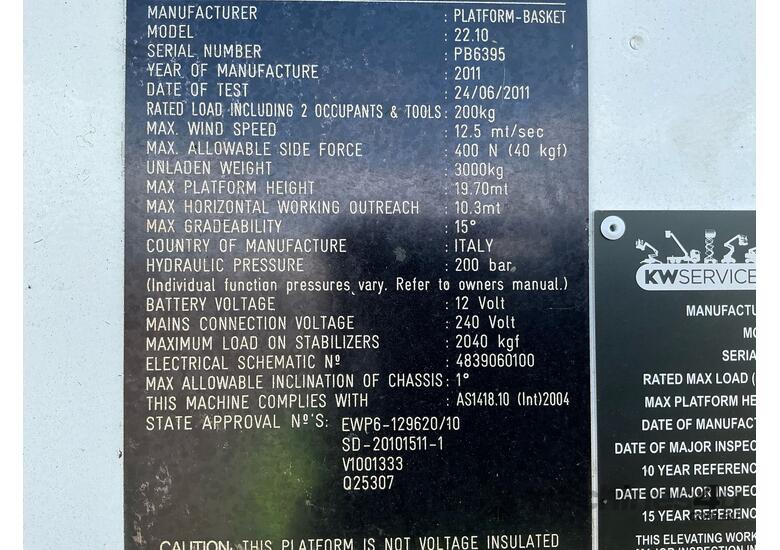 MANUFACTURER : PLATFORM-BASKET
MODEL : 22.10
SERIAL NUMBER : PB6395
YEAR OF MANUFACTURE : 2011
DATE OF TEST : 24/06/2011
RATED LOAD INCLUDING 2 OCCUPANTS & TOOLS : 200kg
MAX. WIND SPEED : 12.5 mt/sec
MAX. ALLOWABLE SIDE FORCE : 400 N (40 kgf)
UNLADEN WEIGHT : 3000kg
MAX PLATFORM HEIGHT : 19.70mt
MAX HORIZONTAL WORKING OUTREACH : 10.3mt
MAX GRADEABILITY : 15°
COUNTRY OF MANUFACTURE : ITALY
HYDRAULIC PRESSURE : 200 bar
(Individual function pressures vary. Refer to owners manual.)
BATTERY VOLTAGE : 12 Volt
MAINS CONNECTION VOLTAGE : 240 Volt
MAXIMUM LOAD ON STABILIZERS : 2040 kgf
ELECTRICAL SCHEMATIC Nº : 4839060100
MAX ALLOWABLE INCLINATION OF CHASSIS : 1°
THIS MACHINE COMPLIES WITH : AS1418.10 (Int)2004
STATE APPROVAL Nº'S: EWP6-129620/10
SD-20101511-1
V1001333
Q25307
CAUTION: THIS PLATFORM IS NOT VOLTAGE INSULATED
KWSERVICE
MANUFACTU
MO
SERIA
RATED MAX LOAD (
MAX PLATFORM HE
DATE OF MANUFACT
DATE OF MAJOR INSPEC
10 YEAR REFERENC
DATE OF MAJOR INSPEC
15 YEAR REFERENC
THIS ELEVATING WORK
MAJOR INSPECTION IN